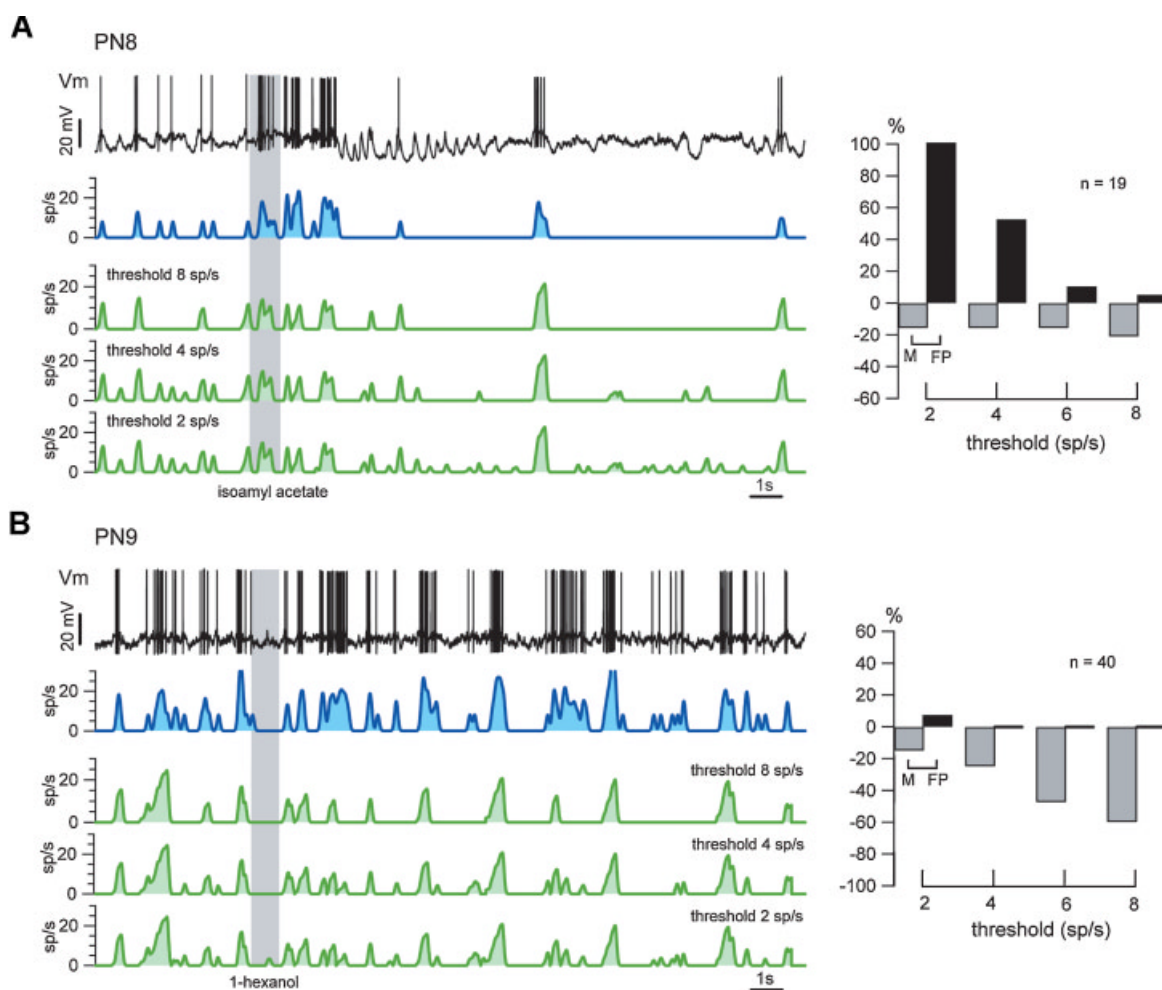 A
PN8
Vm
20 mV
sp/s
20
0
threshold 8 sp/s
sp/s
20
0
threshold 4 sp/s
sp/s
20
0
threshold 2 sp/s
sp/s
20
0
isoamyl acetate
1s
%
100
80
60
40
20
0
-20
-40
-60
n = 19
M FP
2 4 6 8
threshold (sp/s)
B
PN9
Vm
20 mV
sp/s
20
0
threshold 8 sp/s
sp/s
20
0
threshold 4 sp/s
sp/s
20
0
threshold 2 sp/s
sp/s
20
0
1-hexanol
1s
%
60
40
20
0
-20
-40
-60
-80
-100
n = 40
M FP
2 4 6 8
threshold (sp/s)